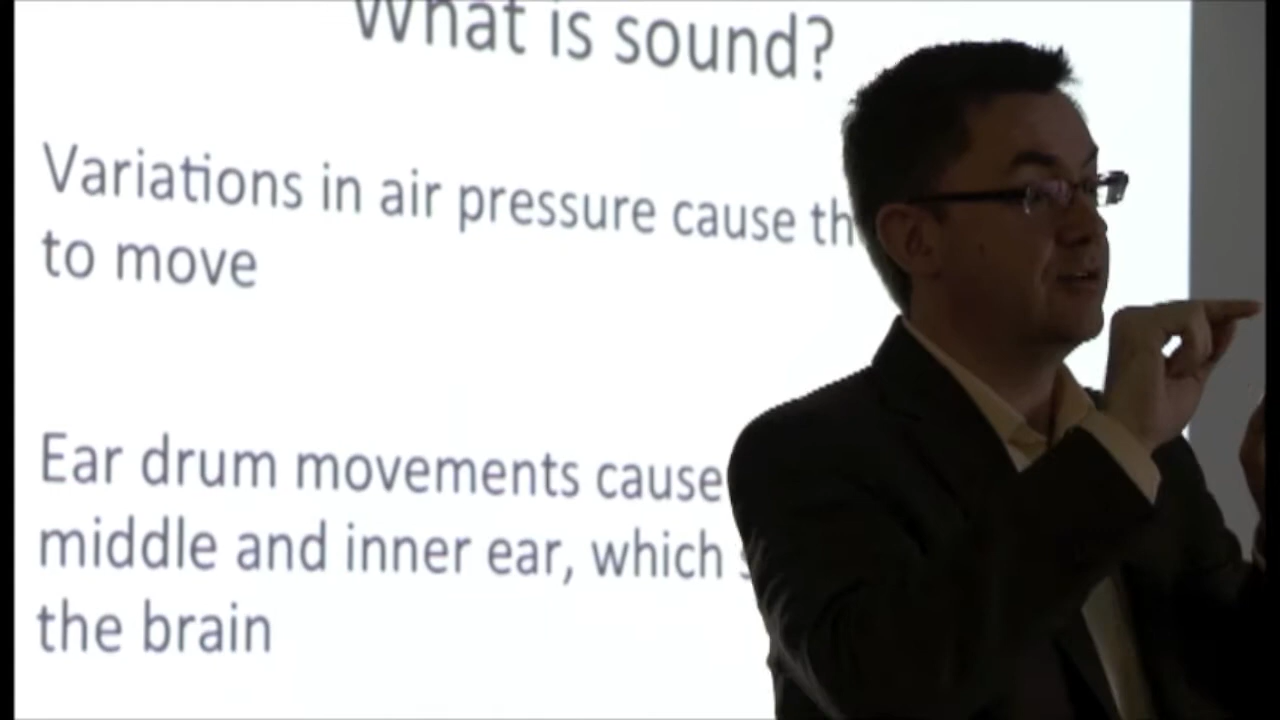 What is sound?
Variations in air pressure cause
to move
Ear drum movements cause
middle and inner ear, which
the brain